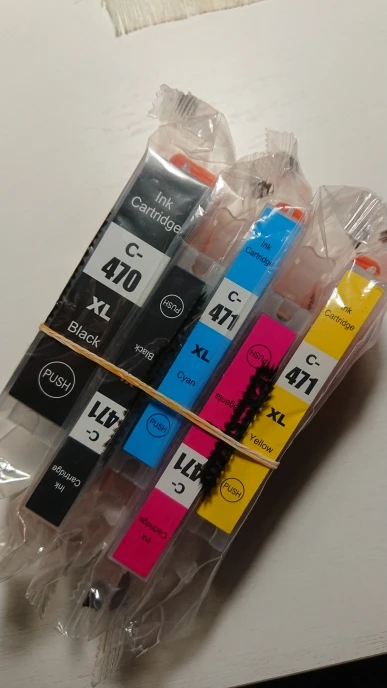 Ink
Cartridge
C-
470
XL
Black
PUSH
PUSH
Black
C-
471
Ink
Cartridge
Ink
Cartridge
C-
471
XL
Cyan
PUSH
PUSH
Magenta
C-
471
Ink
Cartridge
Ink
Cartridge
C-
471
XL
Yellow
PUSH